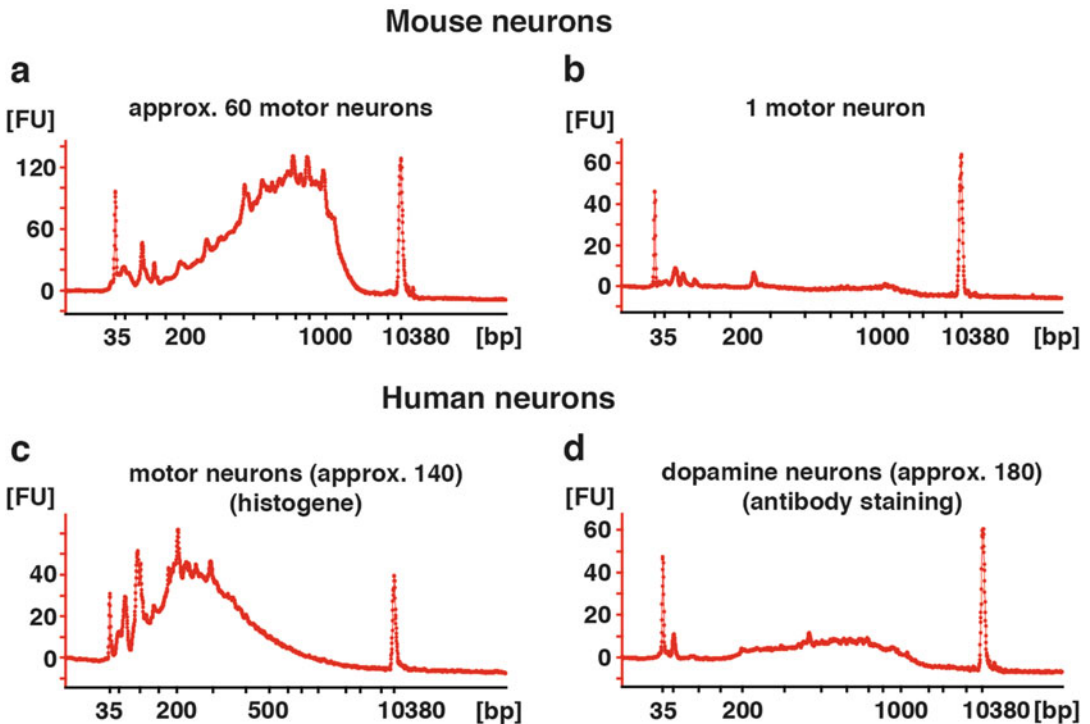 Mouse neurons
a
approx. 60 motor neurons
[FU]
120
60
0
35 200 1000 10380 [bp]
b
1 motor neuron
[FU]
60
40
20
0
35 200 1000 10380 [bp]
Human neurons
c
motor neurons (approx. 140)
(histogene)
[FU]
40
20
0
35 200 500 10380 [bp]
d
dopamine neurons (approx. 180)
(antibody staining)
[FU]
60
40
20
0
35 200 1000 10380 [bp]